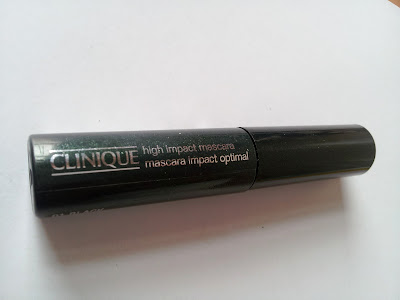 CLINIQUE
high impact mascara
mascara impact optimal